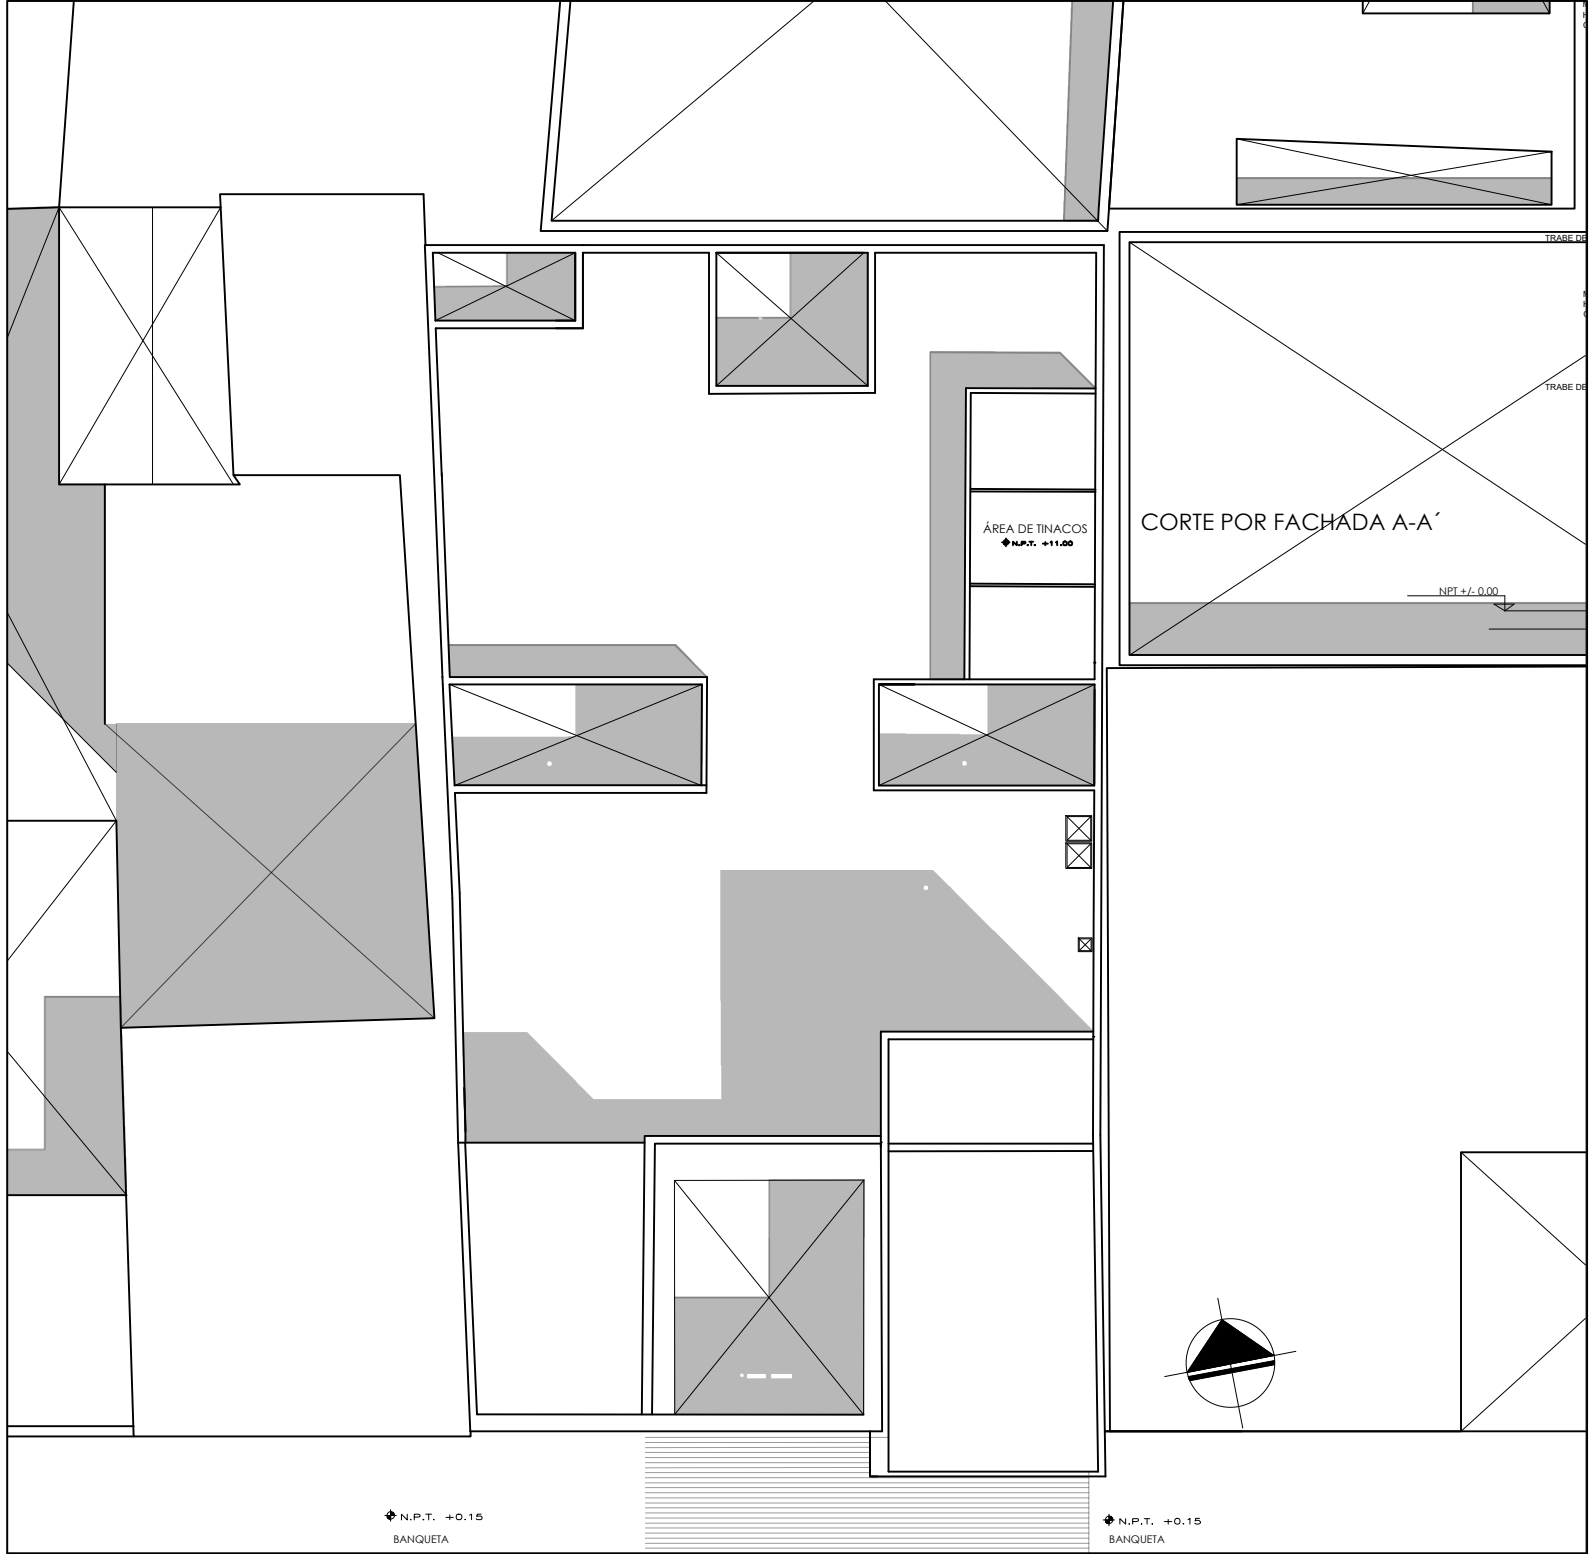 TRABE DE
TRABE DE
ÁREA DE TINACOS
N.P.T. +11.00
CORTE POR FACHADA A-A´
NPT +/- 0.00
N.P.T. +0.15
BANQUETA
N.P.T. +0.15
BANQUETA